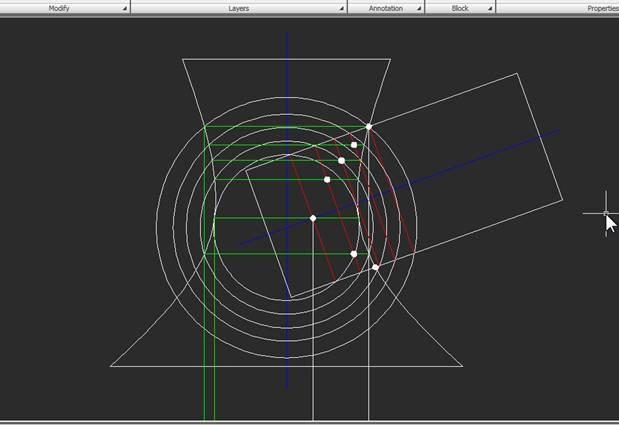 Modify
Layers
Annotation
Block
Properties